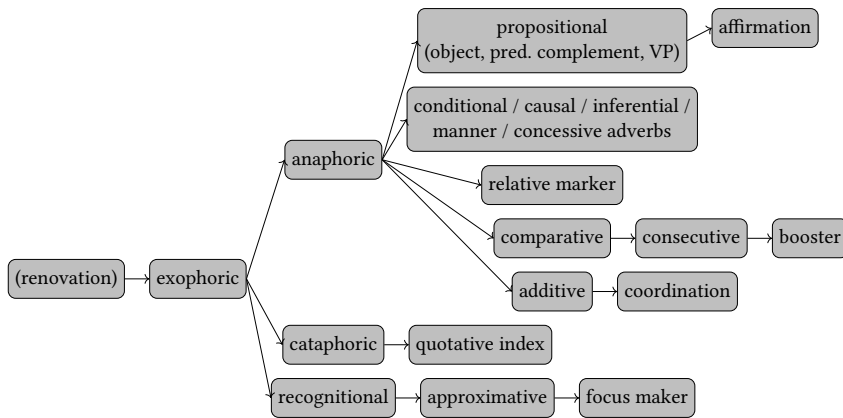 propositional
(object, pred. complement, VP)
affirmation
conditional / causal / inferential /
manner / concessive adverbs
anaphoric
relative marker
comparative
consecutive
booster
(renovation)
exophoric
additive
coordination
cataphoric
quotative index
recognitional
approximative
focus maker